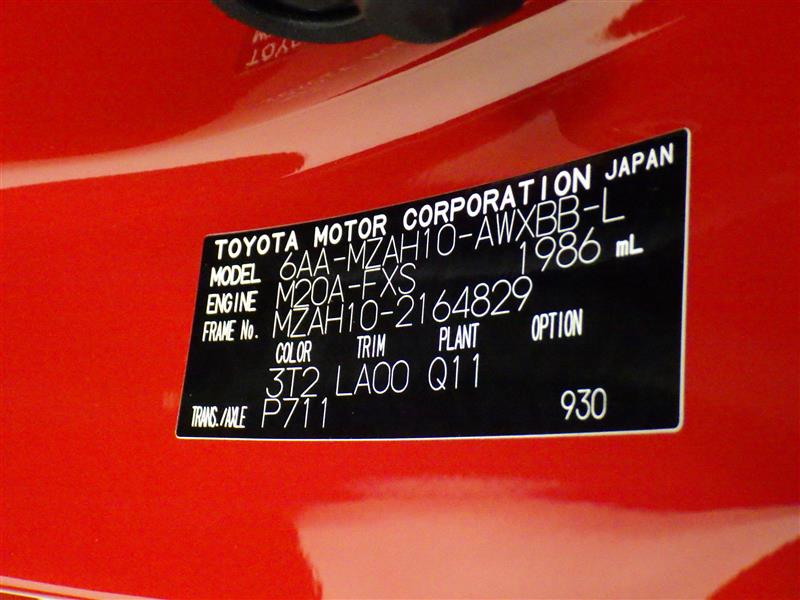 TOYOTA MOTOR CORPORATION JAPAN
MODEL 6AA-MZAH10-AWXBB-L
ENGINE M20A-FXS 1986 mL
FRAME No. MZAH10-2164829
COLOR TRIM PLANT OPTION
3T2 LA00 Q11
TRANS./AXLE P711 930